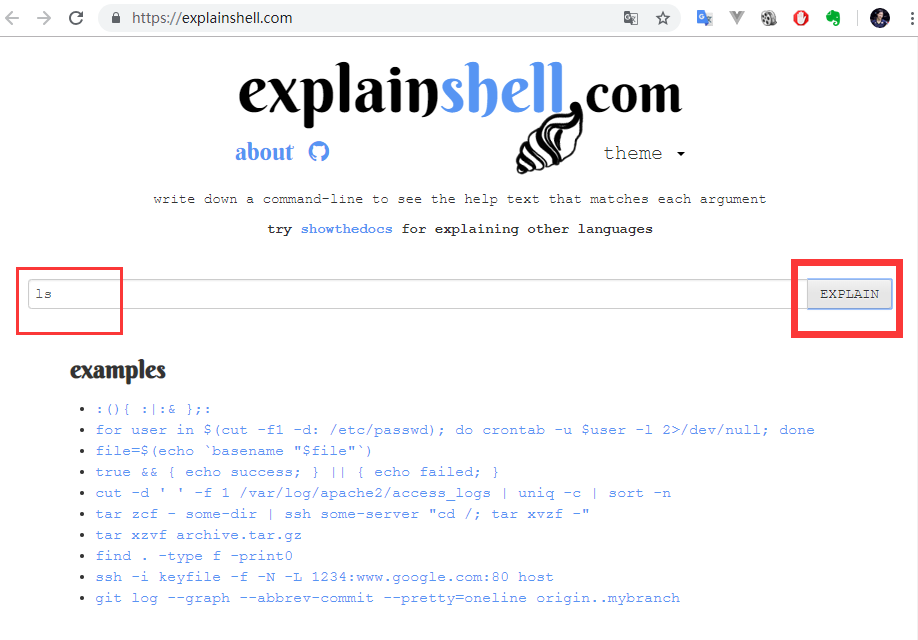 https://explainshell.com
explainshell.com
about
theme
write down a command-line to see the help text that matches each argument
try showthedocs for explaining other languages
ls
EXPLAIN
examples
:(){ :|:& };:
for user in $(cut -f1 -d: /etc/passwd); do crontab -u $user -l 2>/dev/null; done
file=$(echo `basename "$file"`)
true && { echo success; } || { echo failed; }
cut -d ' ' -f 1 /var/log/apache2/access_logs | uniq -c | sort -n
tar zcf - some-dir | ssh some-server "cd /; tar xvzf -"
tar xzvf archive.tar.gz
find . -type f -print0
ssh -i keyfile -f -N -L 1234:www.google.com:80 host
git log --graph --abbrev-commit --pretty=oneline origin..mybranch